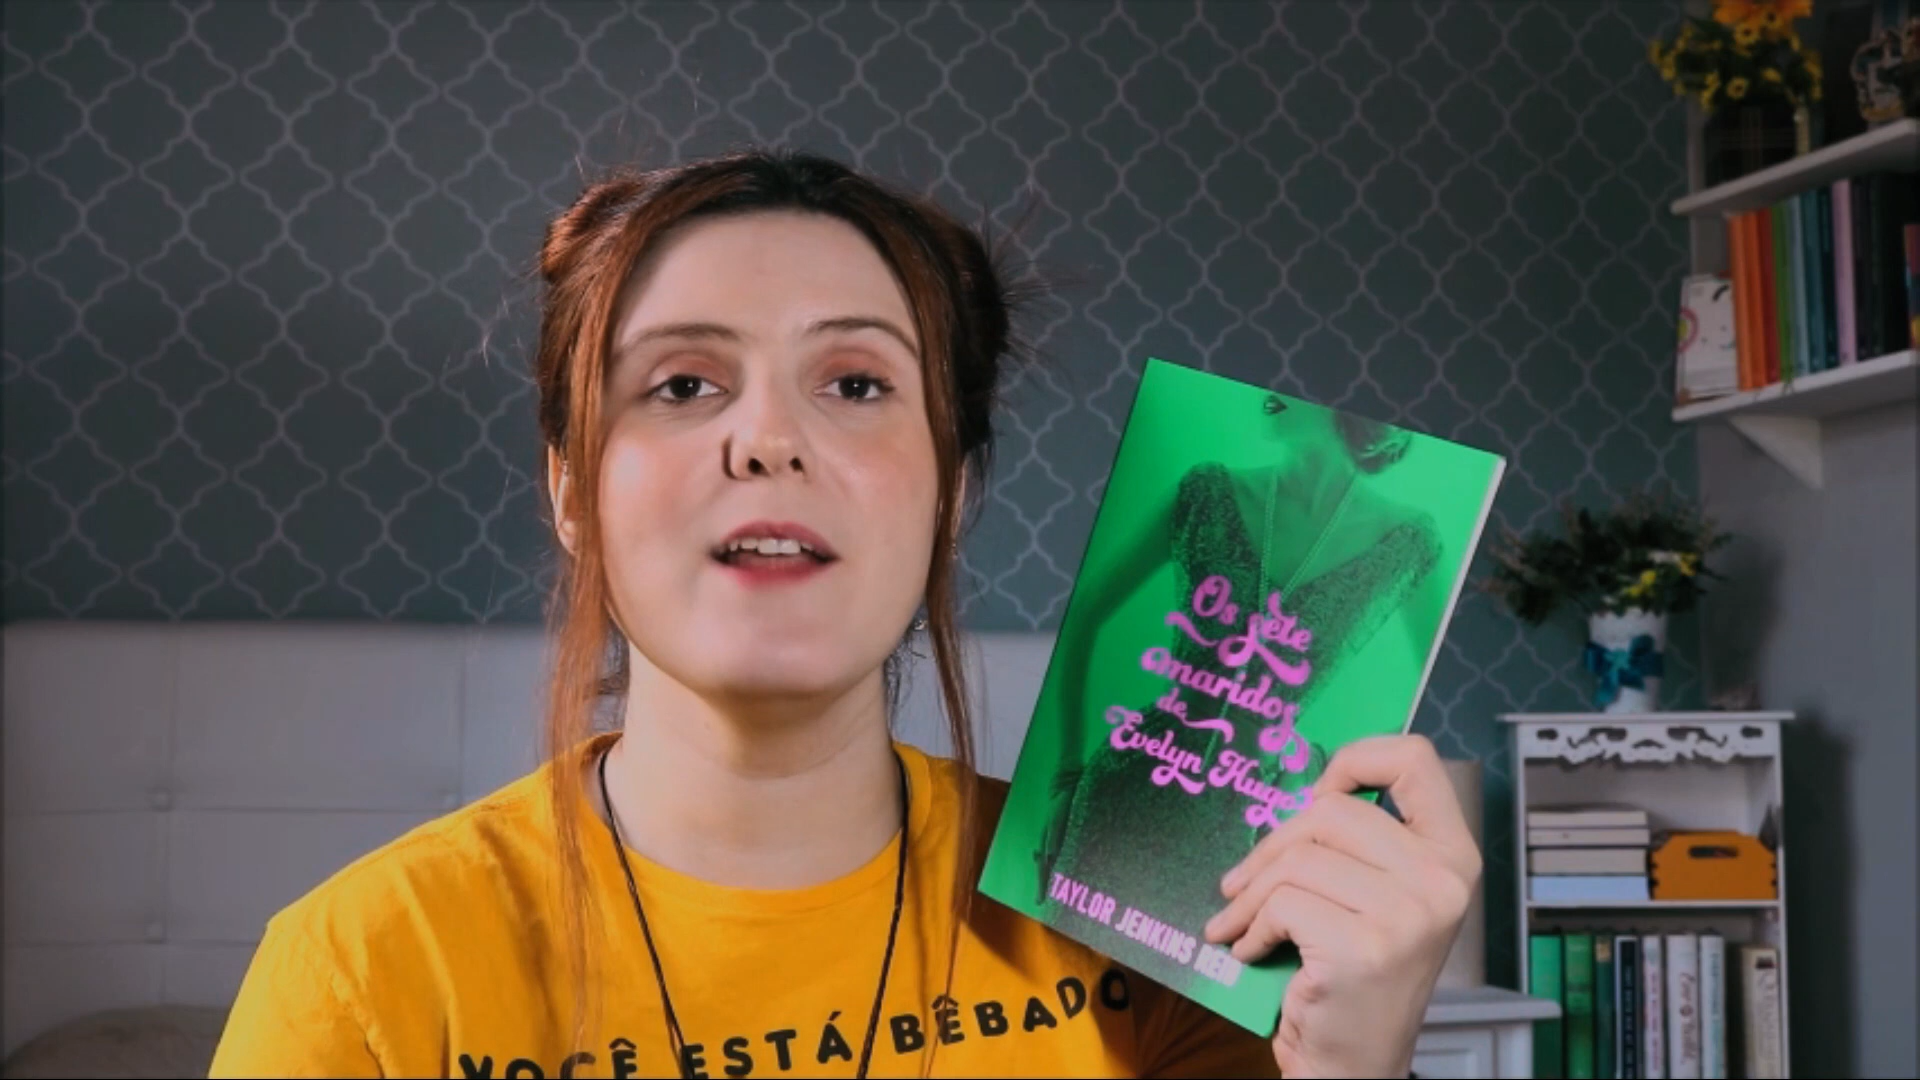 Os sete
maridos
de
Evelyn Hugo
TAYLOR JENKINS REID
VOCÊ ESTÁ BÊBADO